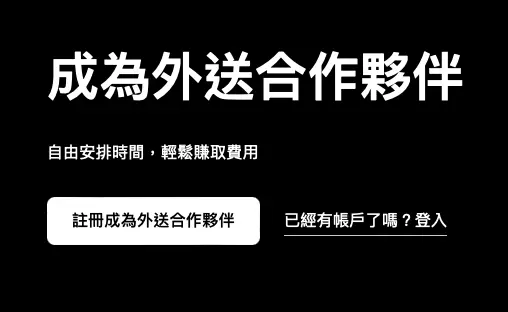 成為外送合作夥伴
自由安排時間，輕鬆賺取費用
註冊成為外送合作夥伴
已經有帳戶了嗎？登入